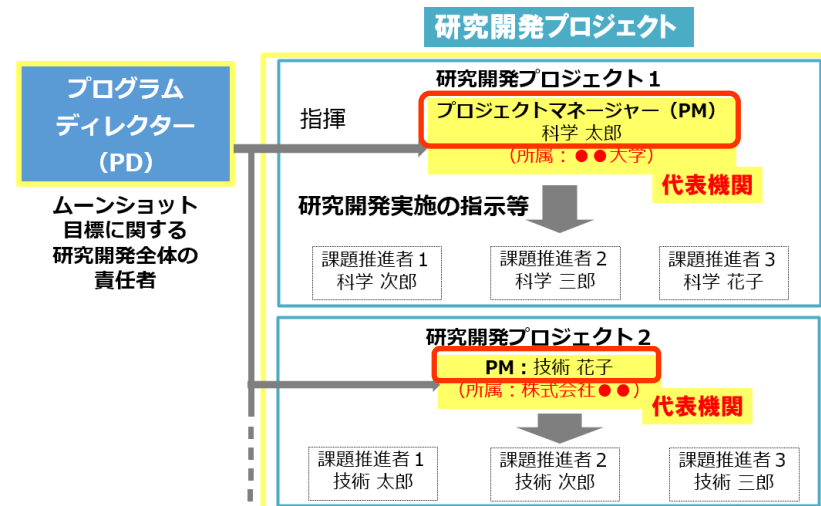 研究開発プロジェクト
プログラム
ディレクター
（PD）
ムーンショット
目標に関する
研究開発全体の
責任者
指揮
研究開発プロジェクト１
プロジェクトマネージャー（PM）
科学 太郎
（所属：●●大学）
代表機関
研究開発実施の指示等
課題推進者１
科学 次郎
課題推進者２
科学 三郎
課題推進者３
科学 花子
研究開発プロジェクト２
PM：技術 花子
（所属：株式会社●●）
代表機関
課題推進者１
技術 太郎
課題推進者２
技術 次郎
課題推進者３
技術 三郎